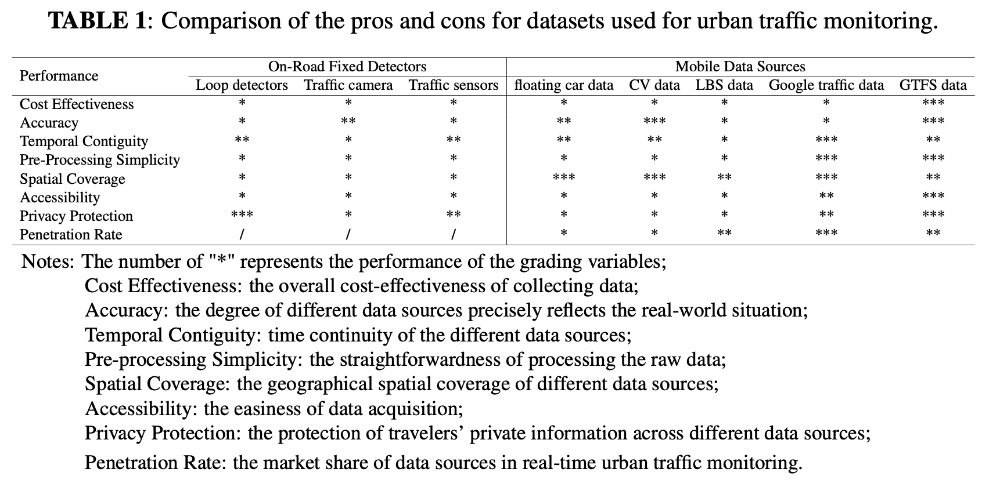 TABLE 1: Comparison of the pros and cons for datasets used for urban traffic monitoring.
Performance On-Road Fixed Detectors Mobile Data Sources
Loop detectors Traffic camera Traffic sensors floating car data CV data LBS data Google traffic data GTFS data
Cost Effectiveness * * * * * * * ***
Accuracy * ** * ** *** * * ***
Temporal Contiguity ** * ** ** ** * *** **
Pre-Processing Simplicity * * * * * * *** ***
Spatial Coverage * * * *** *** ** *** **
Accessibility * * * * * * ** ***
Privacy Protection *** * ** * * * ** ***
Penetration Rate / / / * * ** *** **
Notes: The number of "*" represents the performance of the grading variables;
Cost Effectiveness: the overall cost-effectiveness of collecting data;
Accuracy: the degree of different data sources precisely reflects the real-world situation;
Temporal Contiguity: time continuity of the different data sources;
Pre-processing Simplicity: the straightforwardness of processing the raw data;
Spatial Coverage: the geographical spatial coverage of different data sources;
Accessibility: the easiness of data acquisition;
Privacy Protection: the protection of travelers’ private information across different data sources;
Penetration Rate: the market share of data sources in real-time urban traffic monitoring.